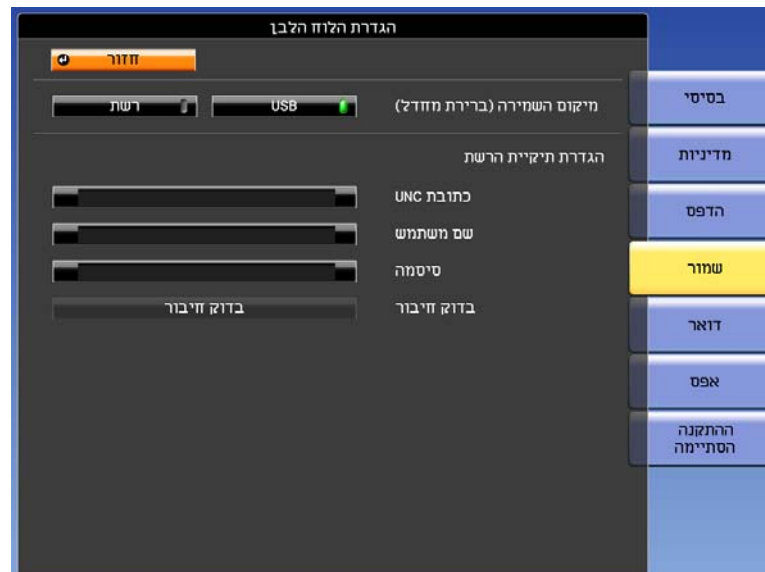 הגדרת הלוח הלבן
חזור
מיקום השמירה (ברירת מחדל)
USB
רשת
הגדרת תיקיית הרשת
כתובת UNC
שם משתמש
סיסמה
בדוק חיבור
בדוק חיבור
בסיסי
מדיניות
הדפס
שמור
דואר
אפס
ההתקנה
הסתיימה